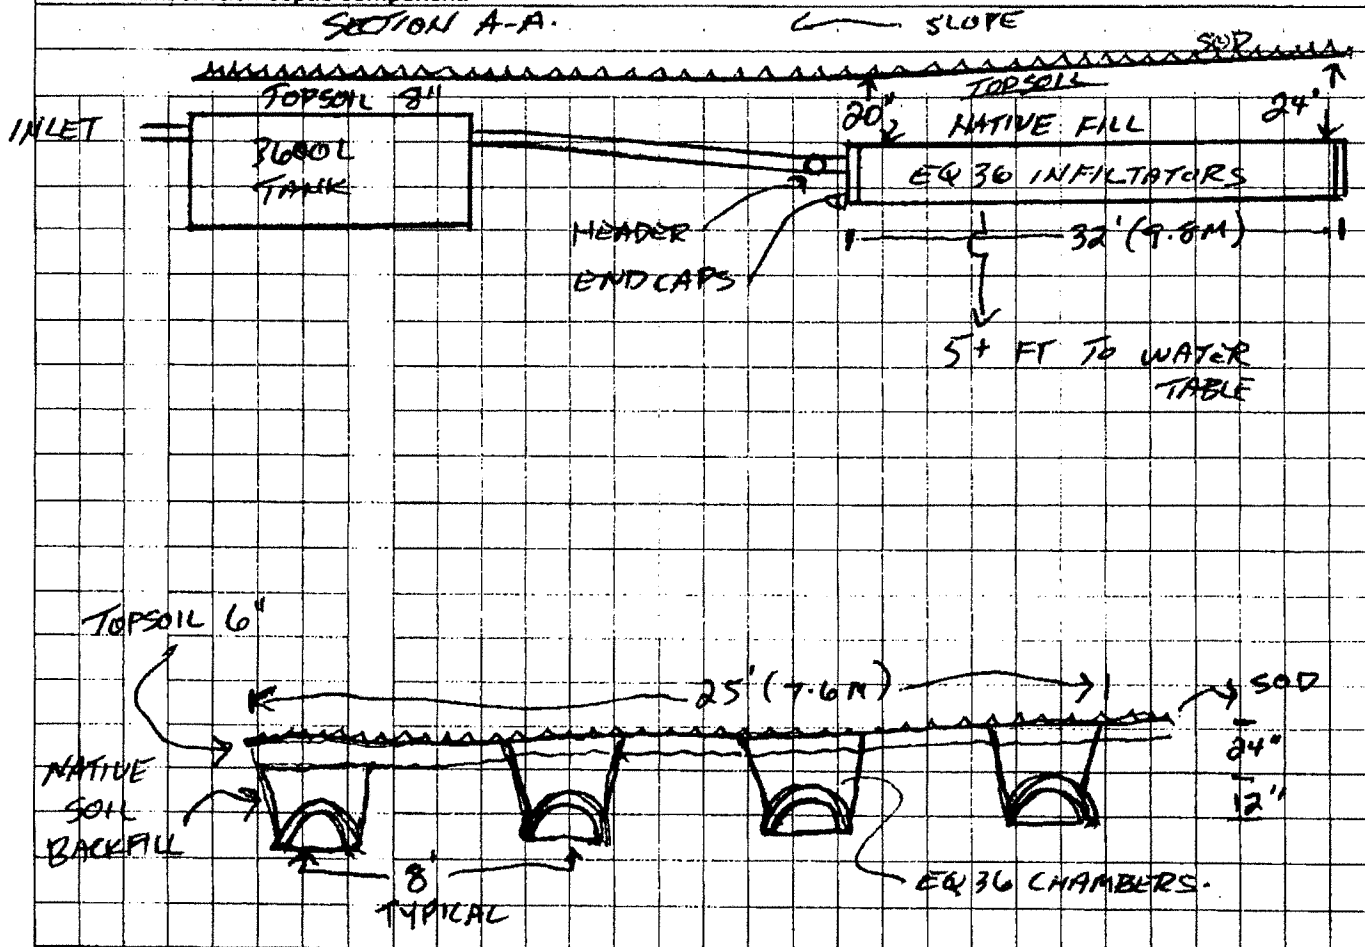 SECTION A-A.
SLOPE
SOD
TOPSOIL 8"
TOPSOIL
INLET
20"
NATIVE FILL
24"
3600L
TANK
EQ 36 INFILTATORS
HEADER
32' (9.8M)
END CAPS
5+ FT TO WATER
TABLE
TOPSOIL 6"
25' (7.6M)
SOD
24"
NATIVE
SOIL
BACKFILL
12"
8'
TYPICAL
EQ 36 CHAMBERS.